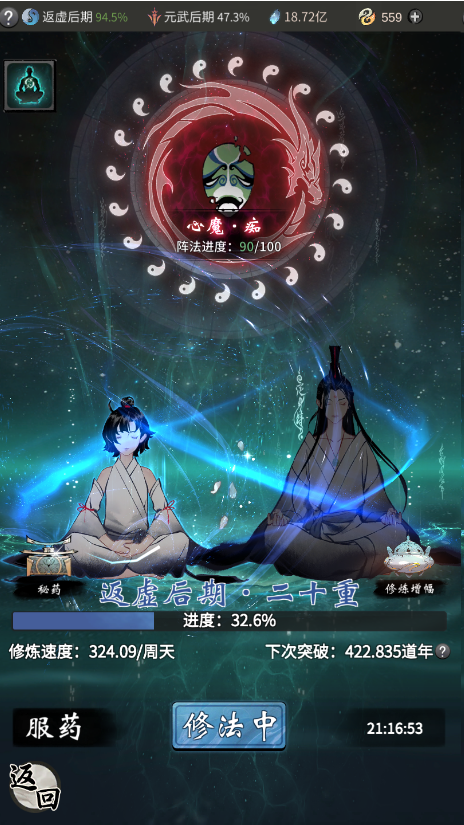 ? 返虚后期 94.5% 元武后期 47.3% 18.72亿 559 +
心魔·痴
阵法进度：90/100
秘药 修炼增幅
返虚后期·二十重
进度：32.6%
修炼速度：324.09/周天 下次突破：422.835道年 ?
服药 修法中 21:16:53
返回